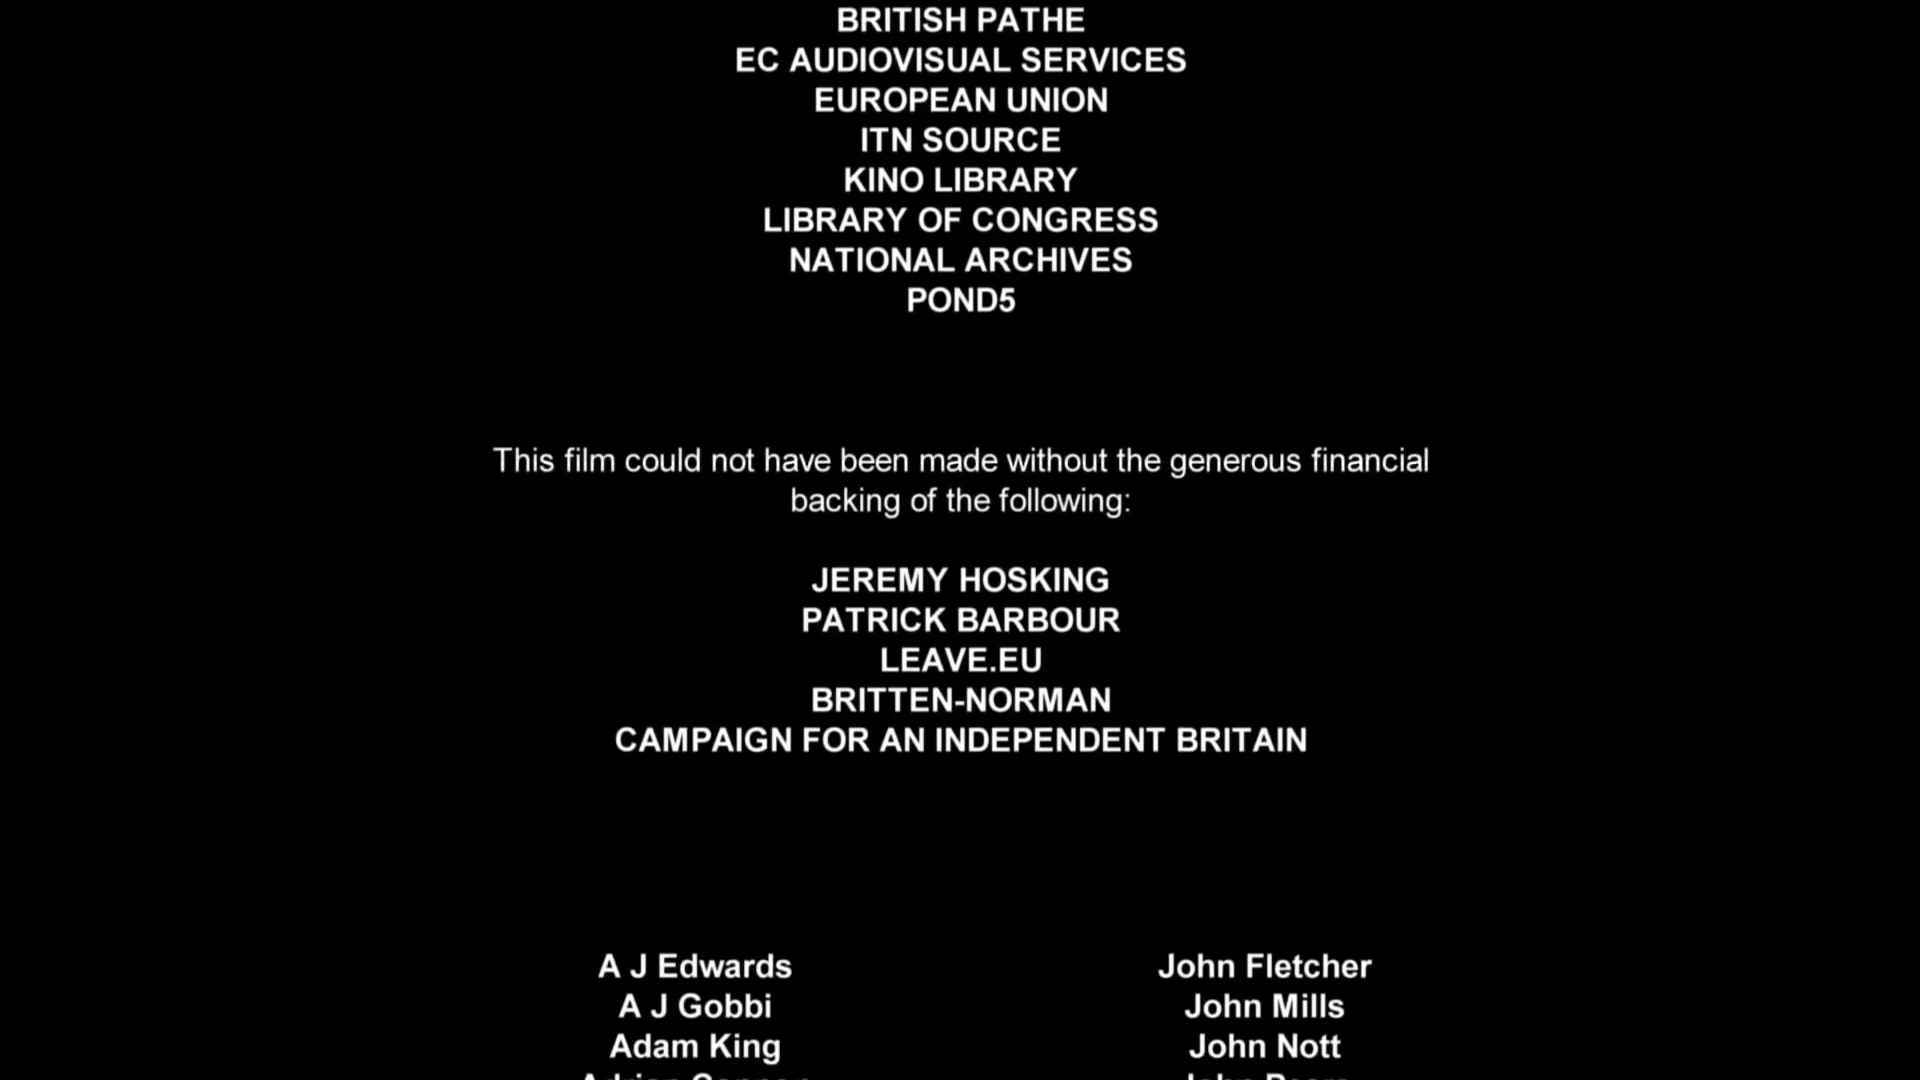 BRITISH PATHE
EC AUDIOVISUAL SERVICES
EUROPEAN UNION
ITN SOURCE
KINO LIBRARY
LIBRARY OF CONGRESS
NATIONAL ARCHIVES
POND5
This film could not have been made without the generous financial
backing of the following:
JEREMY HOSKING
PATRICK BARBOUR
LEAVE.EU
BRITTEN-NORMAN
CAMPAIGN FOR AN INDEPENDENT BRITAIN
A J Edwards
John Fletcher
A J Gobbi
John Mills
Adam King
John Nott